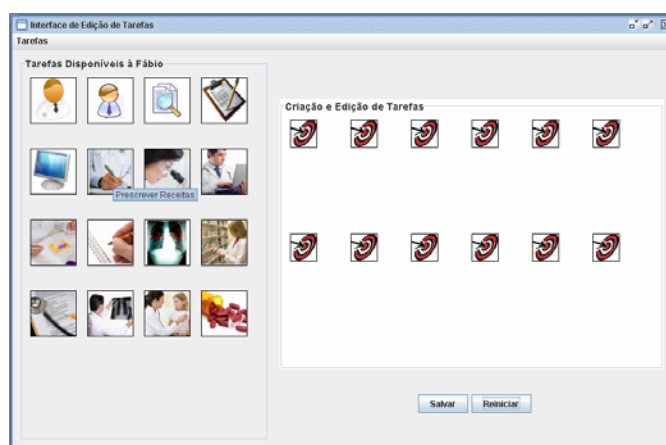 Interface de Edição de Tarefas
Tarefas
Tarefas Disponíveis à Fábio
Prescrever Receitas
Criação e Edição de Tarefas
Salvar
Reiniciar